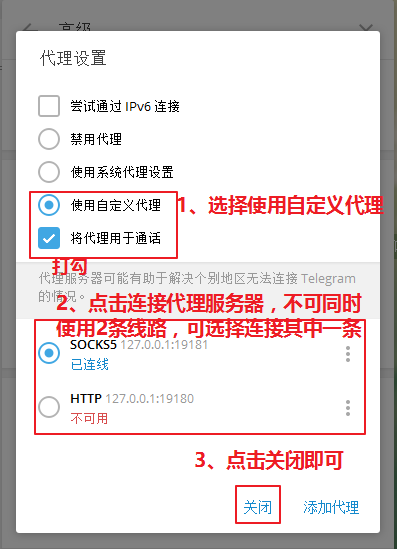 高级
代理设置
尝试通过 IPv6 连接
禁用代理
使用系统代理设置
使用自定义代理
1、选择使用自定义代理
将代理用于通话
打勾
代理服务器可能有助于解决个别地区无法连接 Telegram
的情况。
2、点击连接代理服务器，不可同时
使用2条线路，可选择连接其中一条
SOCKS5 127.0.0.1:19181
已连线
HTTP 127.0.0.1:19180
不可用
3、点击关闭即可
关闭
添加代理